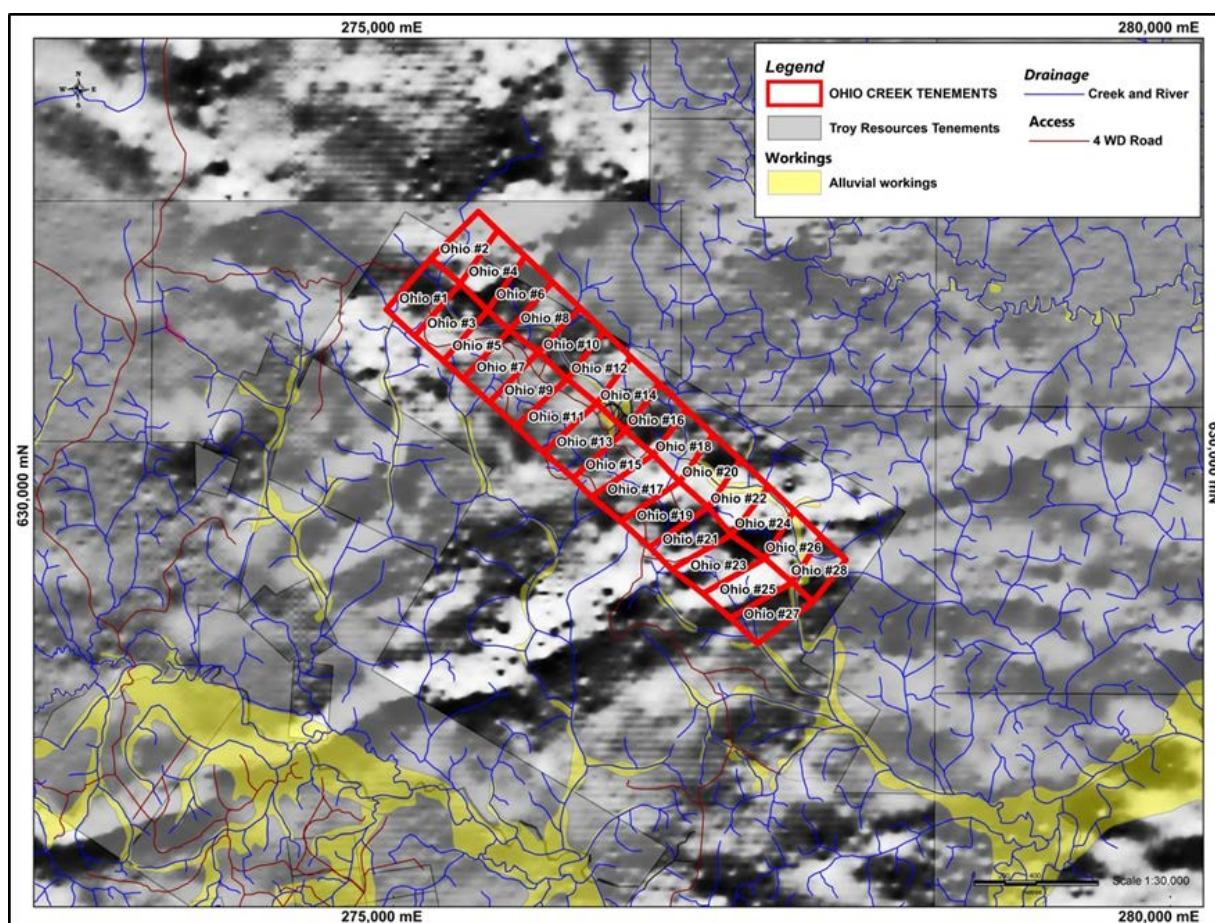 275,000 mE
280,000 mE
N
W
E
S
Legend
OHIO CREEK TENEMENTS
Troy Resources Tenements
Workings
Alluvial workings
Drainage
Creek and River
Access
4 WD Road
Ohio #2
Ohio #4
Ohio #1
Ohio #6
Ohio #3
Ohio #8
Ohio #5
Ohio #10
Ohio #7
Ohio #12
Ohio #9
Ohio #14
Ohio #11
Ohio #16
Ohio #13
Ohio #18
Ohio #15
Ohio #20
Ohio #17
Ohio #22
Ohio #19
Ohio #24
Ohio #21
Ohio #26
Ohio #23
Ohio #28
Ohio #25
Ohio #27
630,000 mN
630,000 mN
Scale 1:30.000
275,000 mE
280,000 mE